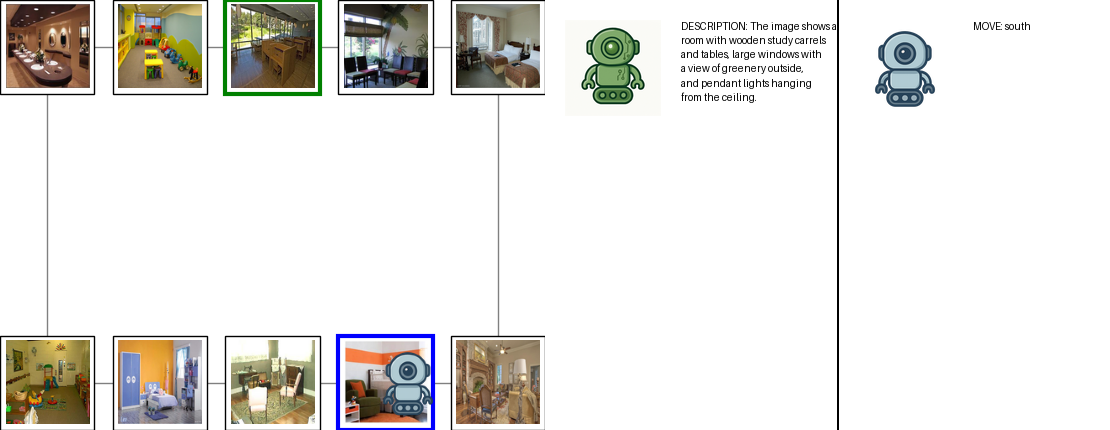 DESCRIPTION: The image shows a
room with wooden study carrels
and tables, large windows with
a view of greenery outside,
and pendant lights hanging
from the ceiling.
MOVE: south